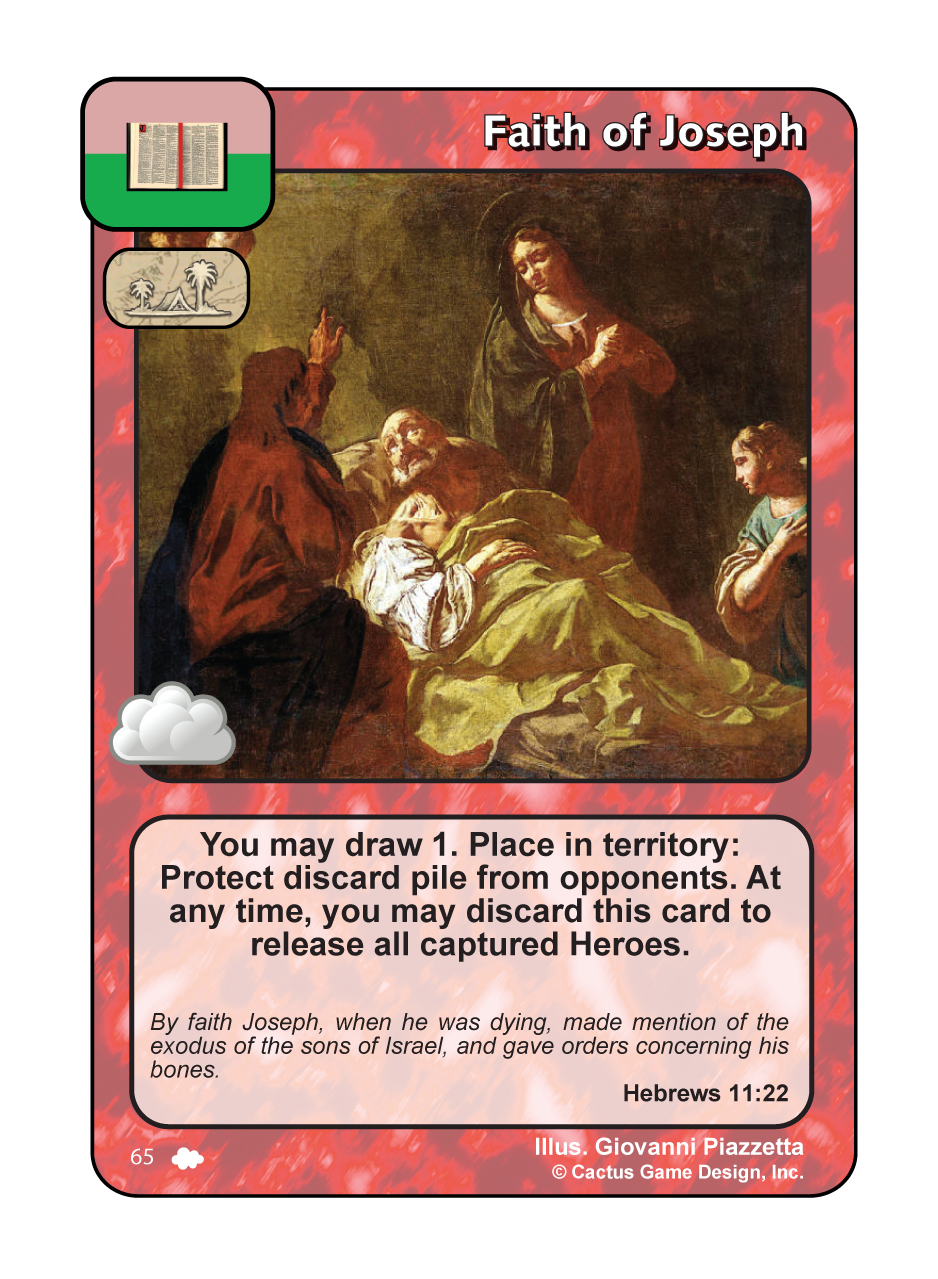 Faith of Joseph
You may draw 1. Place in territory:
Protect discard pile from opponents. At
any time, you may discard this card to
release all captured Heroes.
By faith Joseph, when he was dying, made mention of the
exodus of the sons of Israel, and gave orders concerning his
bones.
Hebrews 11:22
65
Illus. Giovanni Piazzetta
© Cactus Game Design, Inc.